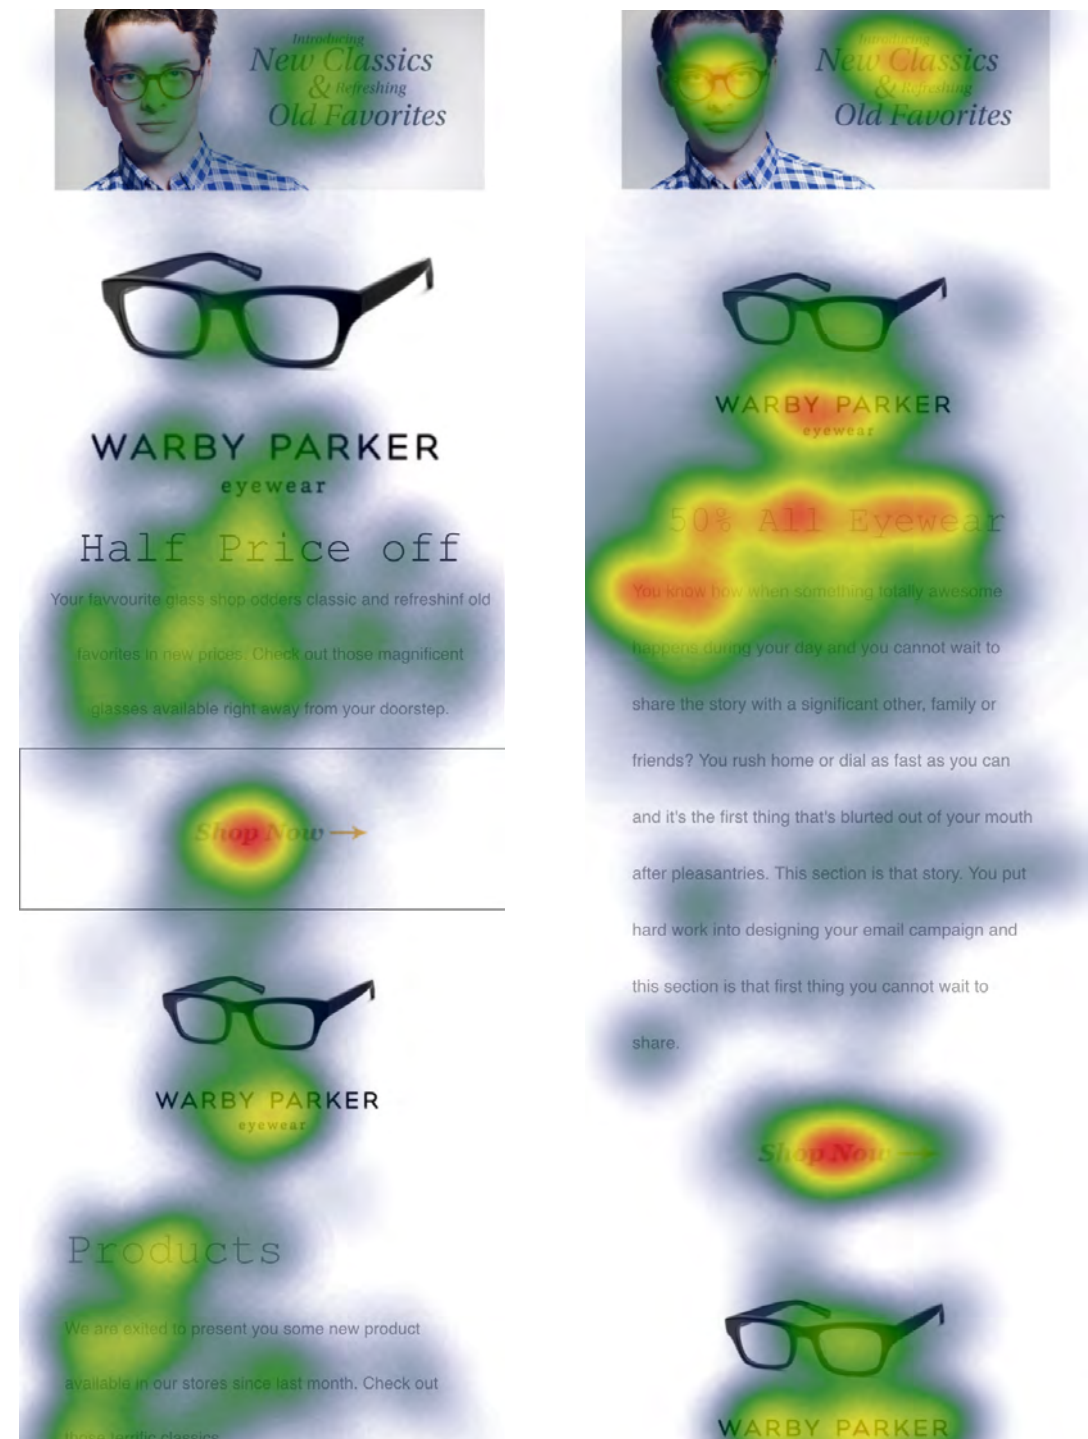 Introducing
New Classics
& Refreshing
Old Favorites
WARBY PARKER
eyewear
Half Price off
Your favvourite glass shop odders classic and refreshinf old
favorites in new prices. Check out those magnificent
glasses available right away from your doorstep.
Shop Now →
WARBY PARKER
eyewear
Products
We are exited to present you some new product
available in our stores since last month. Check out
those terrific classics
Introducing
New Classics
& Refreshing
Old Favorites
WARBY PARKER
eyewear
50% All Eyewear
You know how when something totally awesome
happens during your day and you cannot wait to
share the story with a significant other, family or
friends? You rush home or dial as fast as you can
and it's the first thing that's blurted out of your mouth
after pleasantries. This section is that story. You put
hard work into designing your email campaign and
this section is that first thing you cannot wait to
share.
Shop Now →
WARBY PARKER